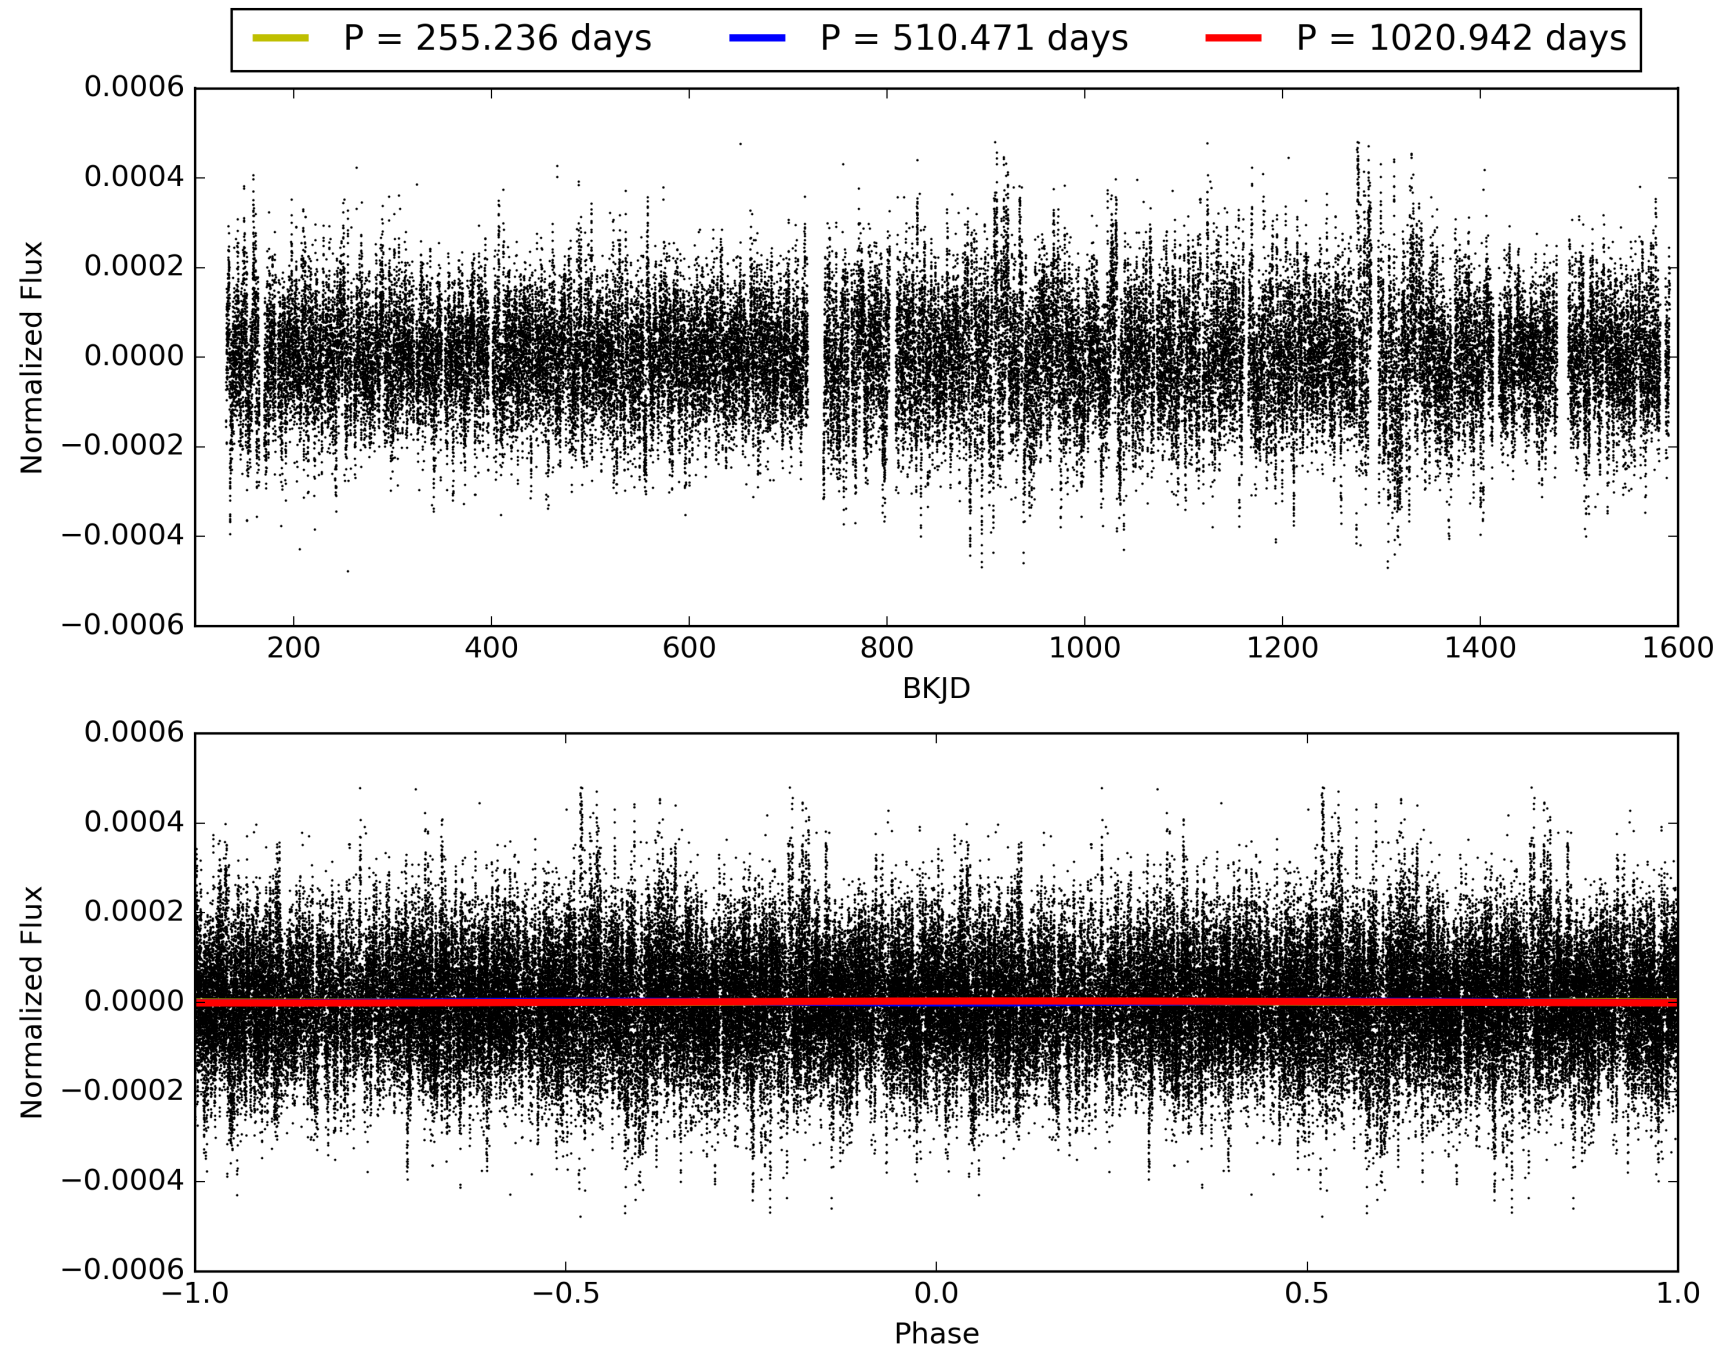 P = 255.236 days P = 510.471 days P = 1020.942 days
0.0006
0.0004
0.0002
0.0000
−0.0002
−0.0004
−0.0006
Normalized Flux
200 400 600 800 1000 1200 1400 1600
BKJD
0.0006
0.0004
0.0002
0.0000
−0.0002
−0.0004
−0.0006
Normalized Flux
−1.0 −0.5 0.0 0.5 1.0
Phase